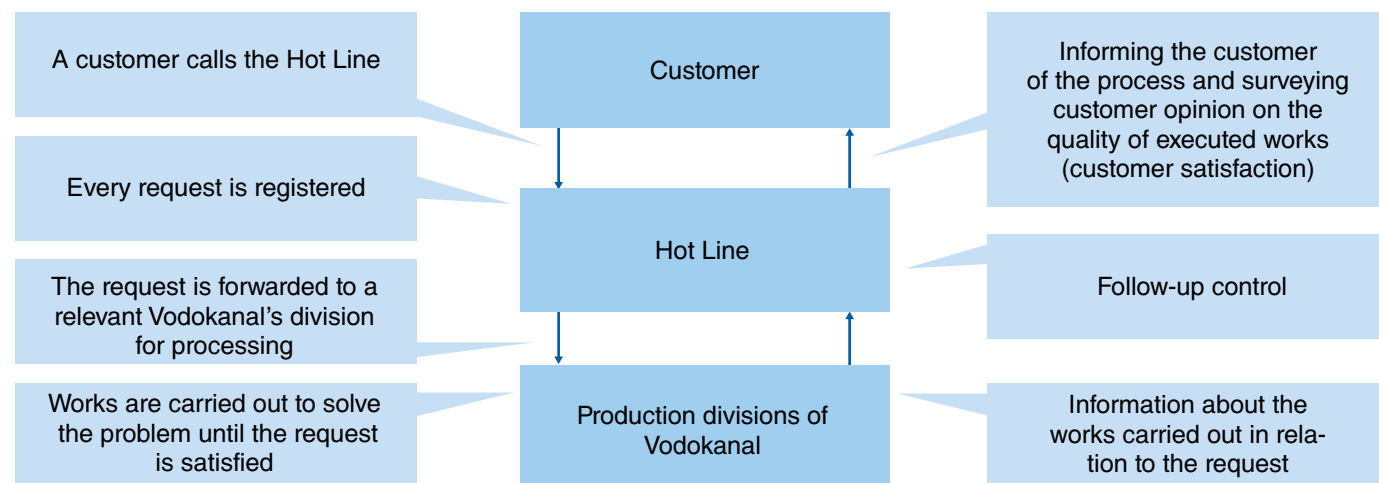 A customer calls the Hot Line
Every request is registered
The request is forwarded to a
relevant Vodokanal's division
for processing
Works are carried out to solve
the problem until the request
is satisfied
Customer
Hot Line
Production divisions of
Vodokanal
Informing the customer
of the process and surveying
customer opinion on the
quality of executed works
(customer satisfaction)
Follow-up control
Information about the
works carried out in rela-
tion to the request